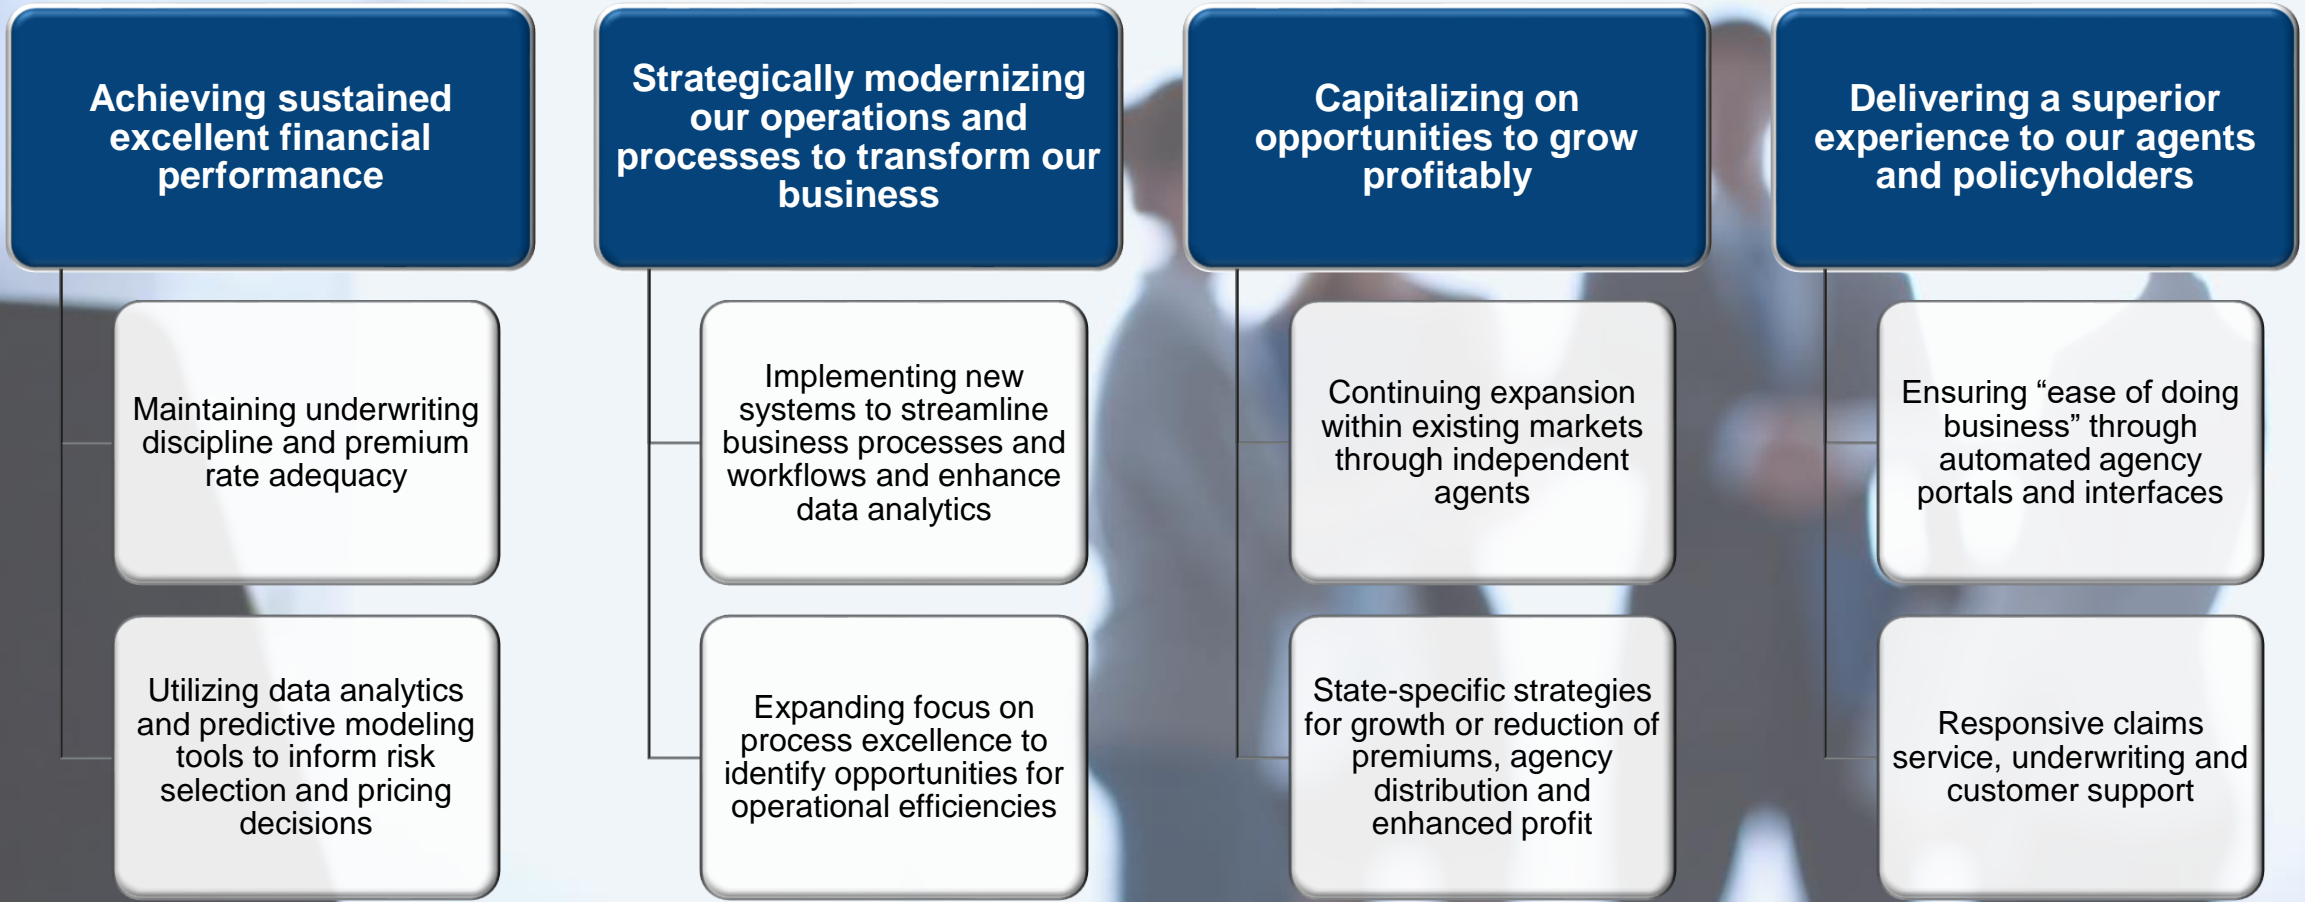 Achieving sustained
excellent financial
performance
Maintaining underwriting
discipline and premium
rate adequacy
Utilizing data analytics
and predictive modeling
tools to inform risk
selection and pricing
decisions
Strategically modernizing
our operations and
processes to transform our
business
Implementing new
systems to streamline
business processes and
workflows and enhance
data analytics
Expanding focus on
process excellence to
identify opportunities for
operational efficiencies
Capitalizing on
opportunities to grow
profitably
Continuing expansion
within existing markets
through independent
agents
State-specific strategies
for growth or reduction of
premiums, agency
distribution and
enhanced profit
Delivering a superior
experience to our agents
and policyholders
Ensuring “ease of doing
business” through
automated agency
portals and interfaces
Responsive claims
service, underwriting and
customer support